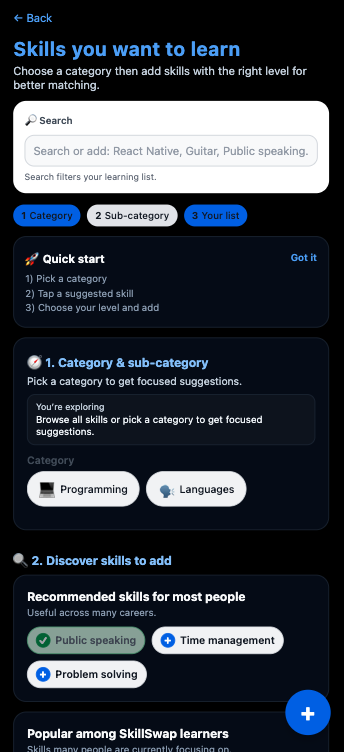 ← Back
Skills you want to learn
Choose a category then add skills with the right level for
better matching.
🔎 Search
Search or add: React Native, Guitar, Public speaking.
Search filters your learning list.
1 Category
2 Sub-category
3 Your list
🚀 Quick start
Got it
1) Pick a category
2) Tap a suggested skill
3) Choose your level and add
🧭 1. Category & sub-category
Pick a category to get focused suggestions.
You're exploring
Browse all skills or pick a category to get focused
suggestions.
Category
💻 Programming
🗣️ Languages
🔍 2. Discover skills to add
Recommended skills for most people
Useful across many careers.
Public speaking
Time management
Problem solving
Popular among SkillSwap learners
Skills many people are currently focusing on.
+